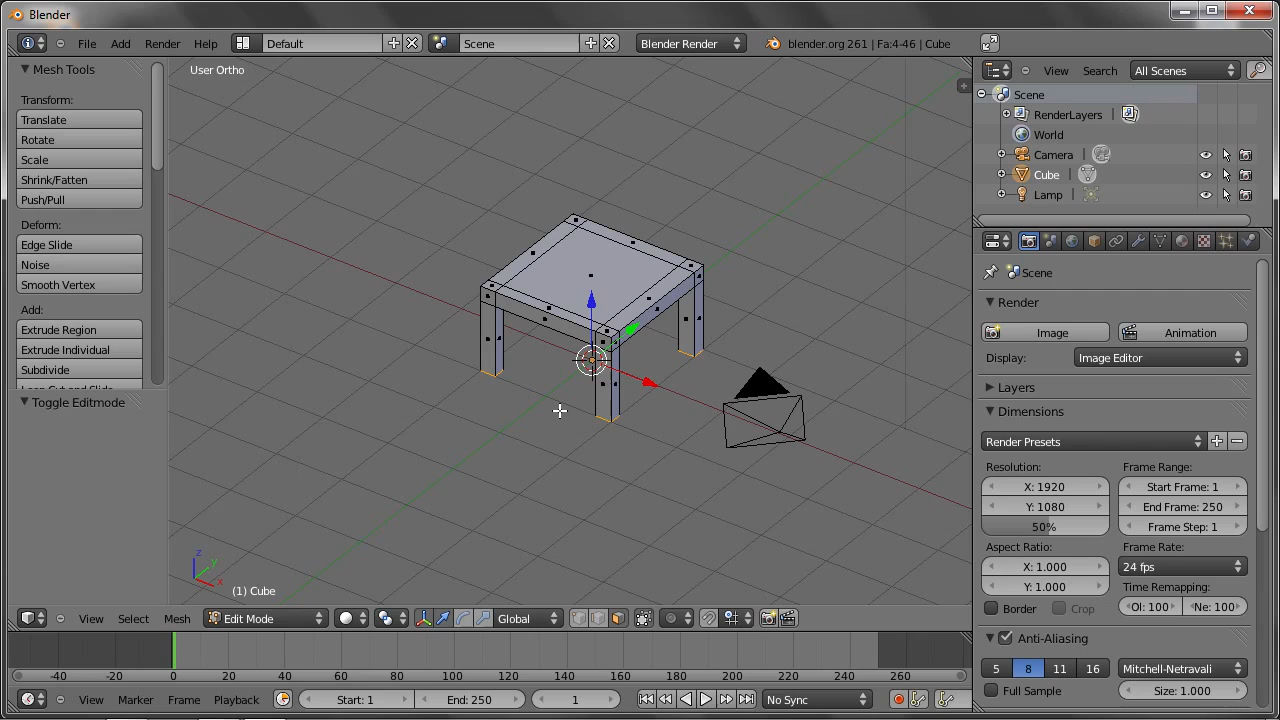 Blender
File Add Render Help Default Scene Blender Render blender.org 261 | Fa:4-46 | Cube
Mesh Tools
Transform:
Translate
Rotate
Scale
Shrink/Fatten
Push/Pull
Deform:
Edge Slide
Noise
Smooth Vertex
Add:
Extrude Region
Extrude Individual
Subdivide
Toggle Editmode
User Ortho
z
y
x
(1) Cube
View Select Mesh Edit Mode Global
-40 -20 0 20 40 60 80 100 120 140 160 180 200 220 240 260
View Marker Frame Playback Start: 1 End: 250 1 No Sync
View Search All Scenes
Scene
RenderLayers |
World
Camera |
Cube |
Lamp |
Scene
Render
Image Animation
Display: Image Editor
Layers
Dimensions
Render Presets
Resolution: Frame Range:
X: 1920 Start Frame: 1
Y: 1080 End Frame: 250
50% Frame Step: 1
Aspect Ratio: Frame Rate:
X: 1.000 24 fps
Y: 1.000 Time Remapping:
Border Crop Ol: 100 Ne: 100
Anti-Aliasing
5 8 11 16 Mitchell-Netravali
Full Sample Size: 1.000